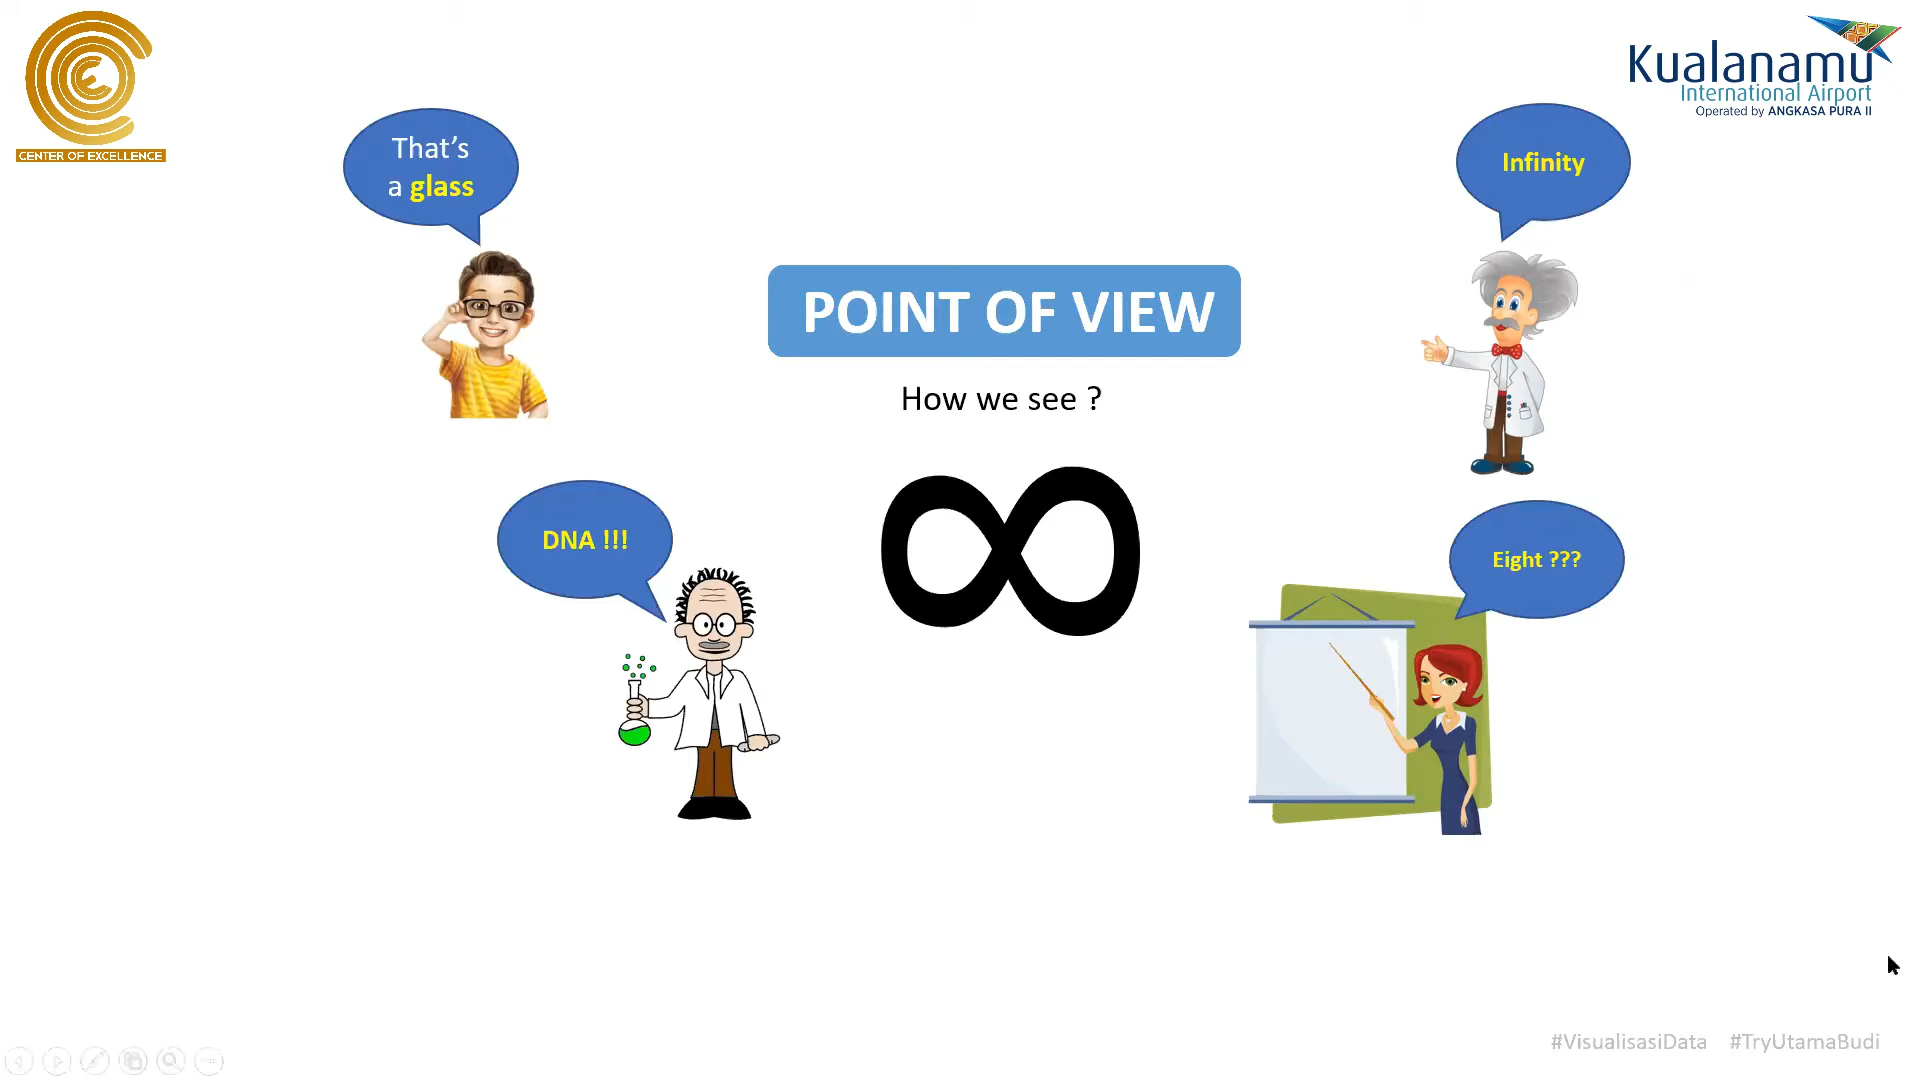 CENTER OF EXCELLENCE
Kualanamu
International Airport
Operated by ANGKASA PURA II
That's
a glass
Infinity
POINT OF VIEW
How we see ?
DNA !!!
Eight ???
#VisualisasiData #TryUtamaBudi